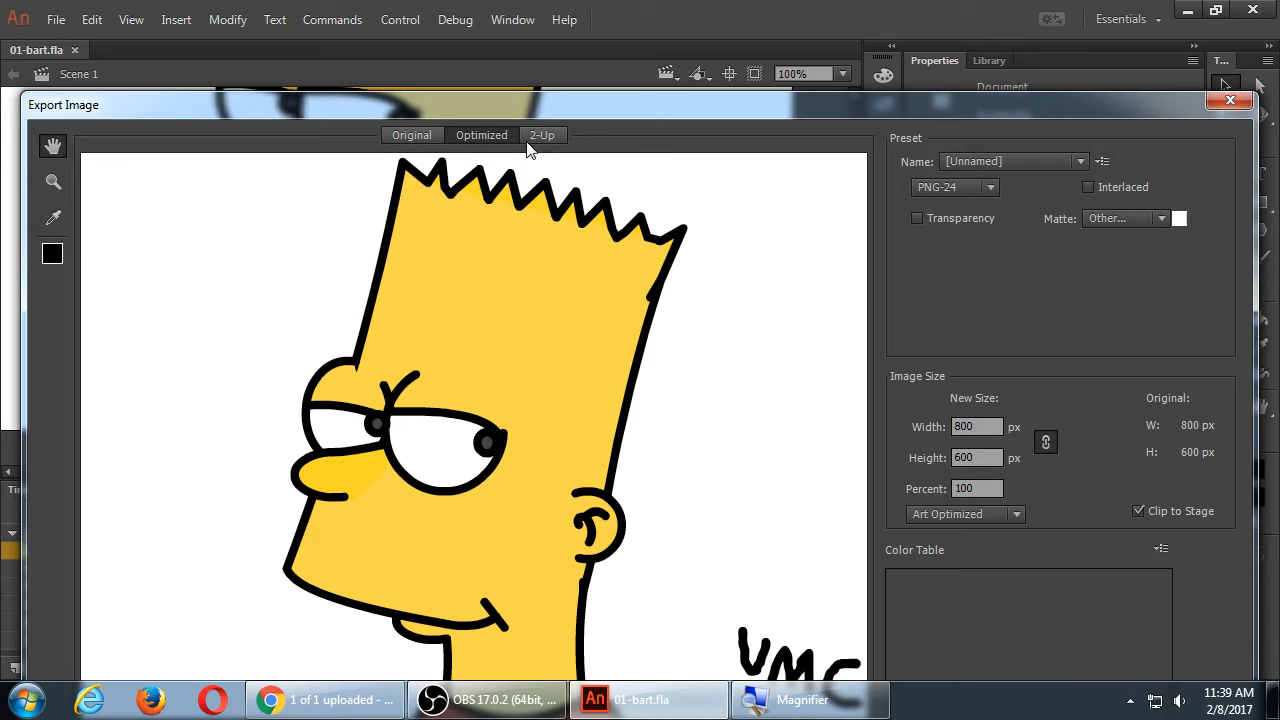 An File Edit View Insert Modify Text Commands Control Debug Window Help Essentials
01-bart.fla
Properties Library T...
Scene 1 100%
Document
Export Image
Original Optimized 2-Up
Preset
Name: [Unnamed]
PNG-24 Interlaced
Transparency Matte: Other...
Image Size
New Size: Original:
Width: 800 px W: 800 px
Height: 600 px H: 600 px
Percent: 100
Art Optimized Clip to Stage
Color Table
VMC
Tin
1 of 1 uploaded - ... OBS 17.0.2 (64bit, ... An 01-bart.fla Magnifier
11:39 AM
2/8/2017